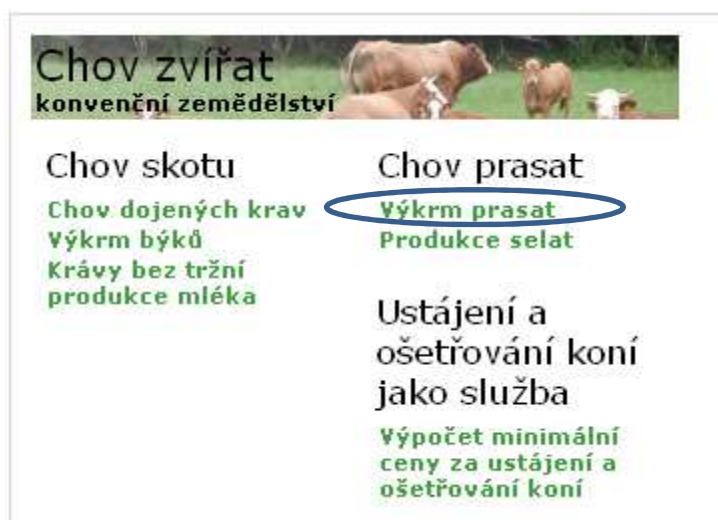 Chov zvířat
konvenční zemědělství
Chov skotu
Chov dojených krav
Výkrm býků
Krávy bez tržní
produkce mléka
Chov prasat
Výkrm prasat
Produkce selat
Ustájení a
ošetřování koní
jako služba
Výpočet minimální
ceny za ustájení a
ošetřování koní